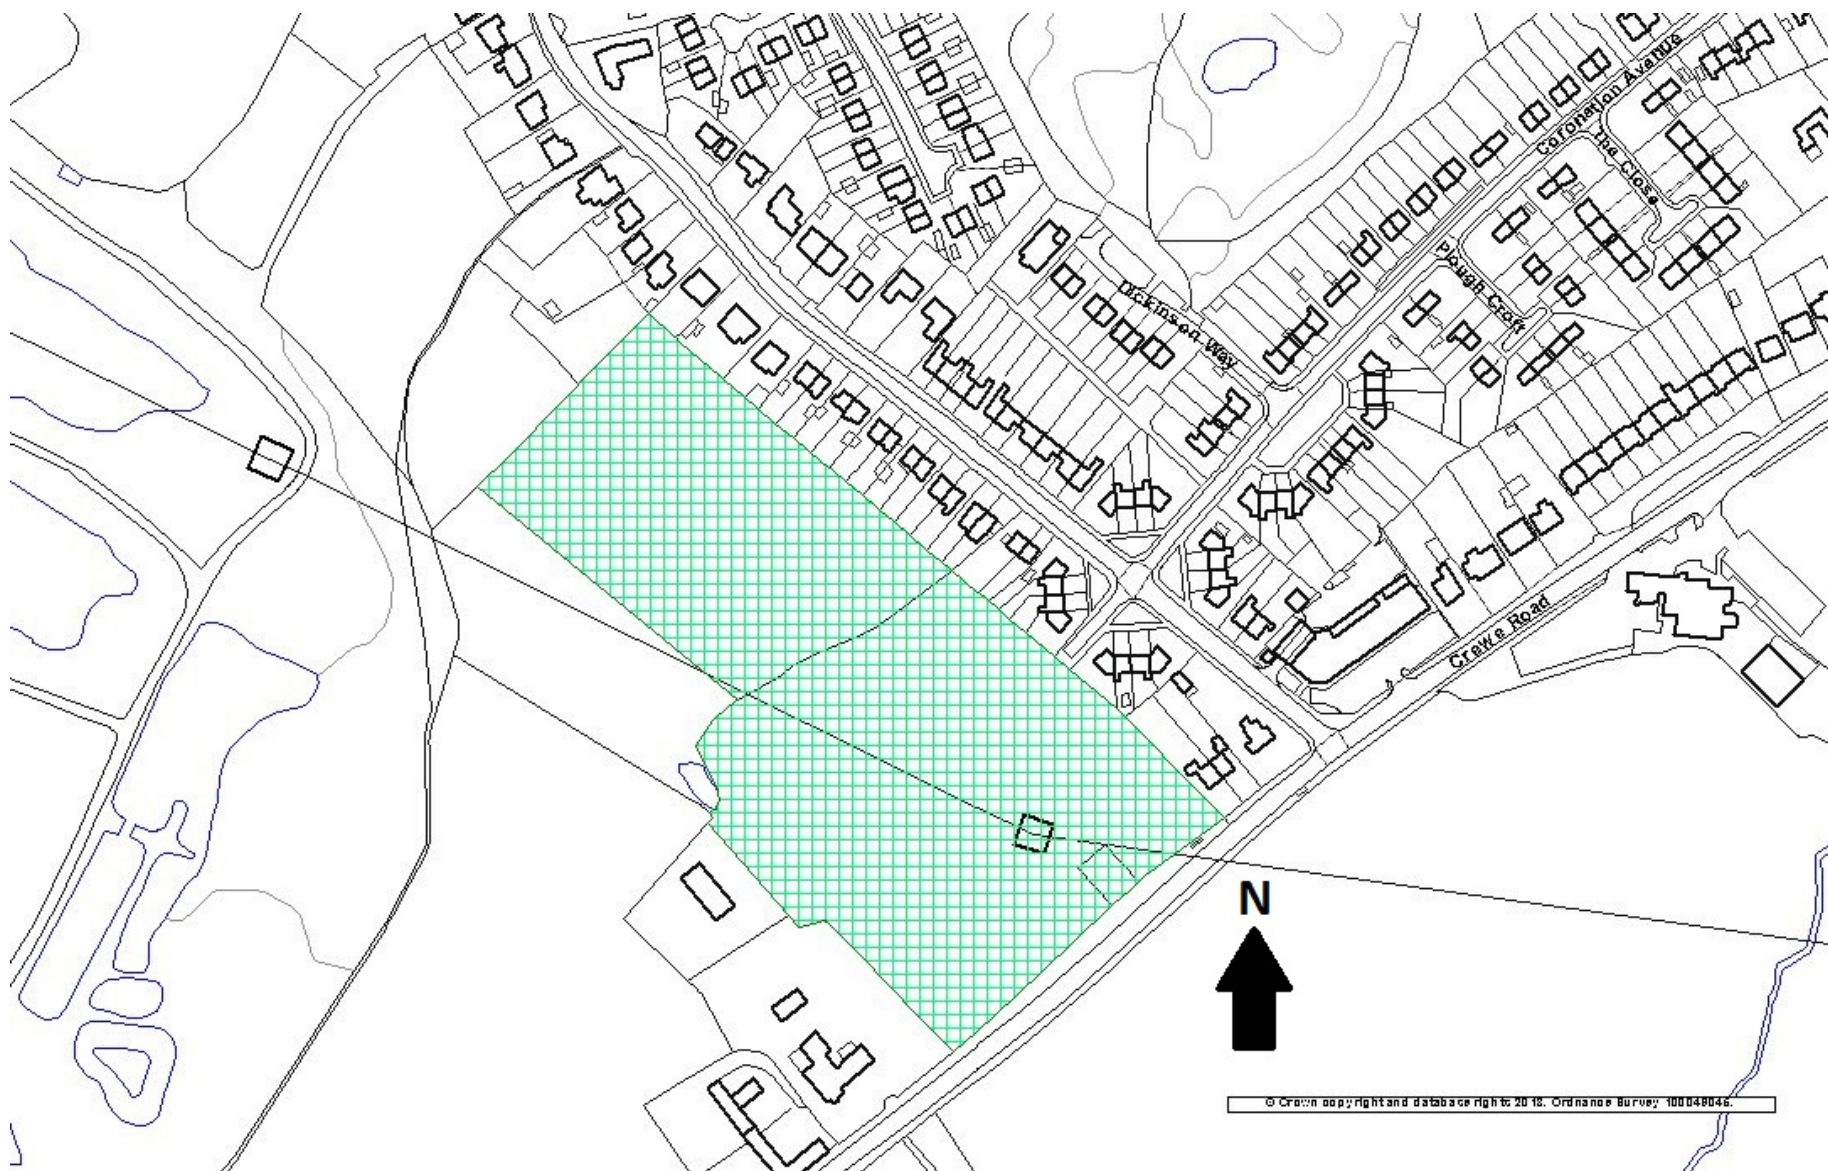 Coronation Avenue
The Close
Plough Croft
Dickinson Way
Crewe Road
N
© Crown copyright and database rights 2018. Ordnance Survey 100049046.